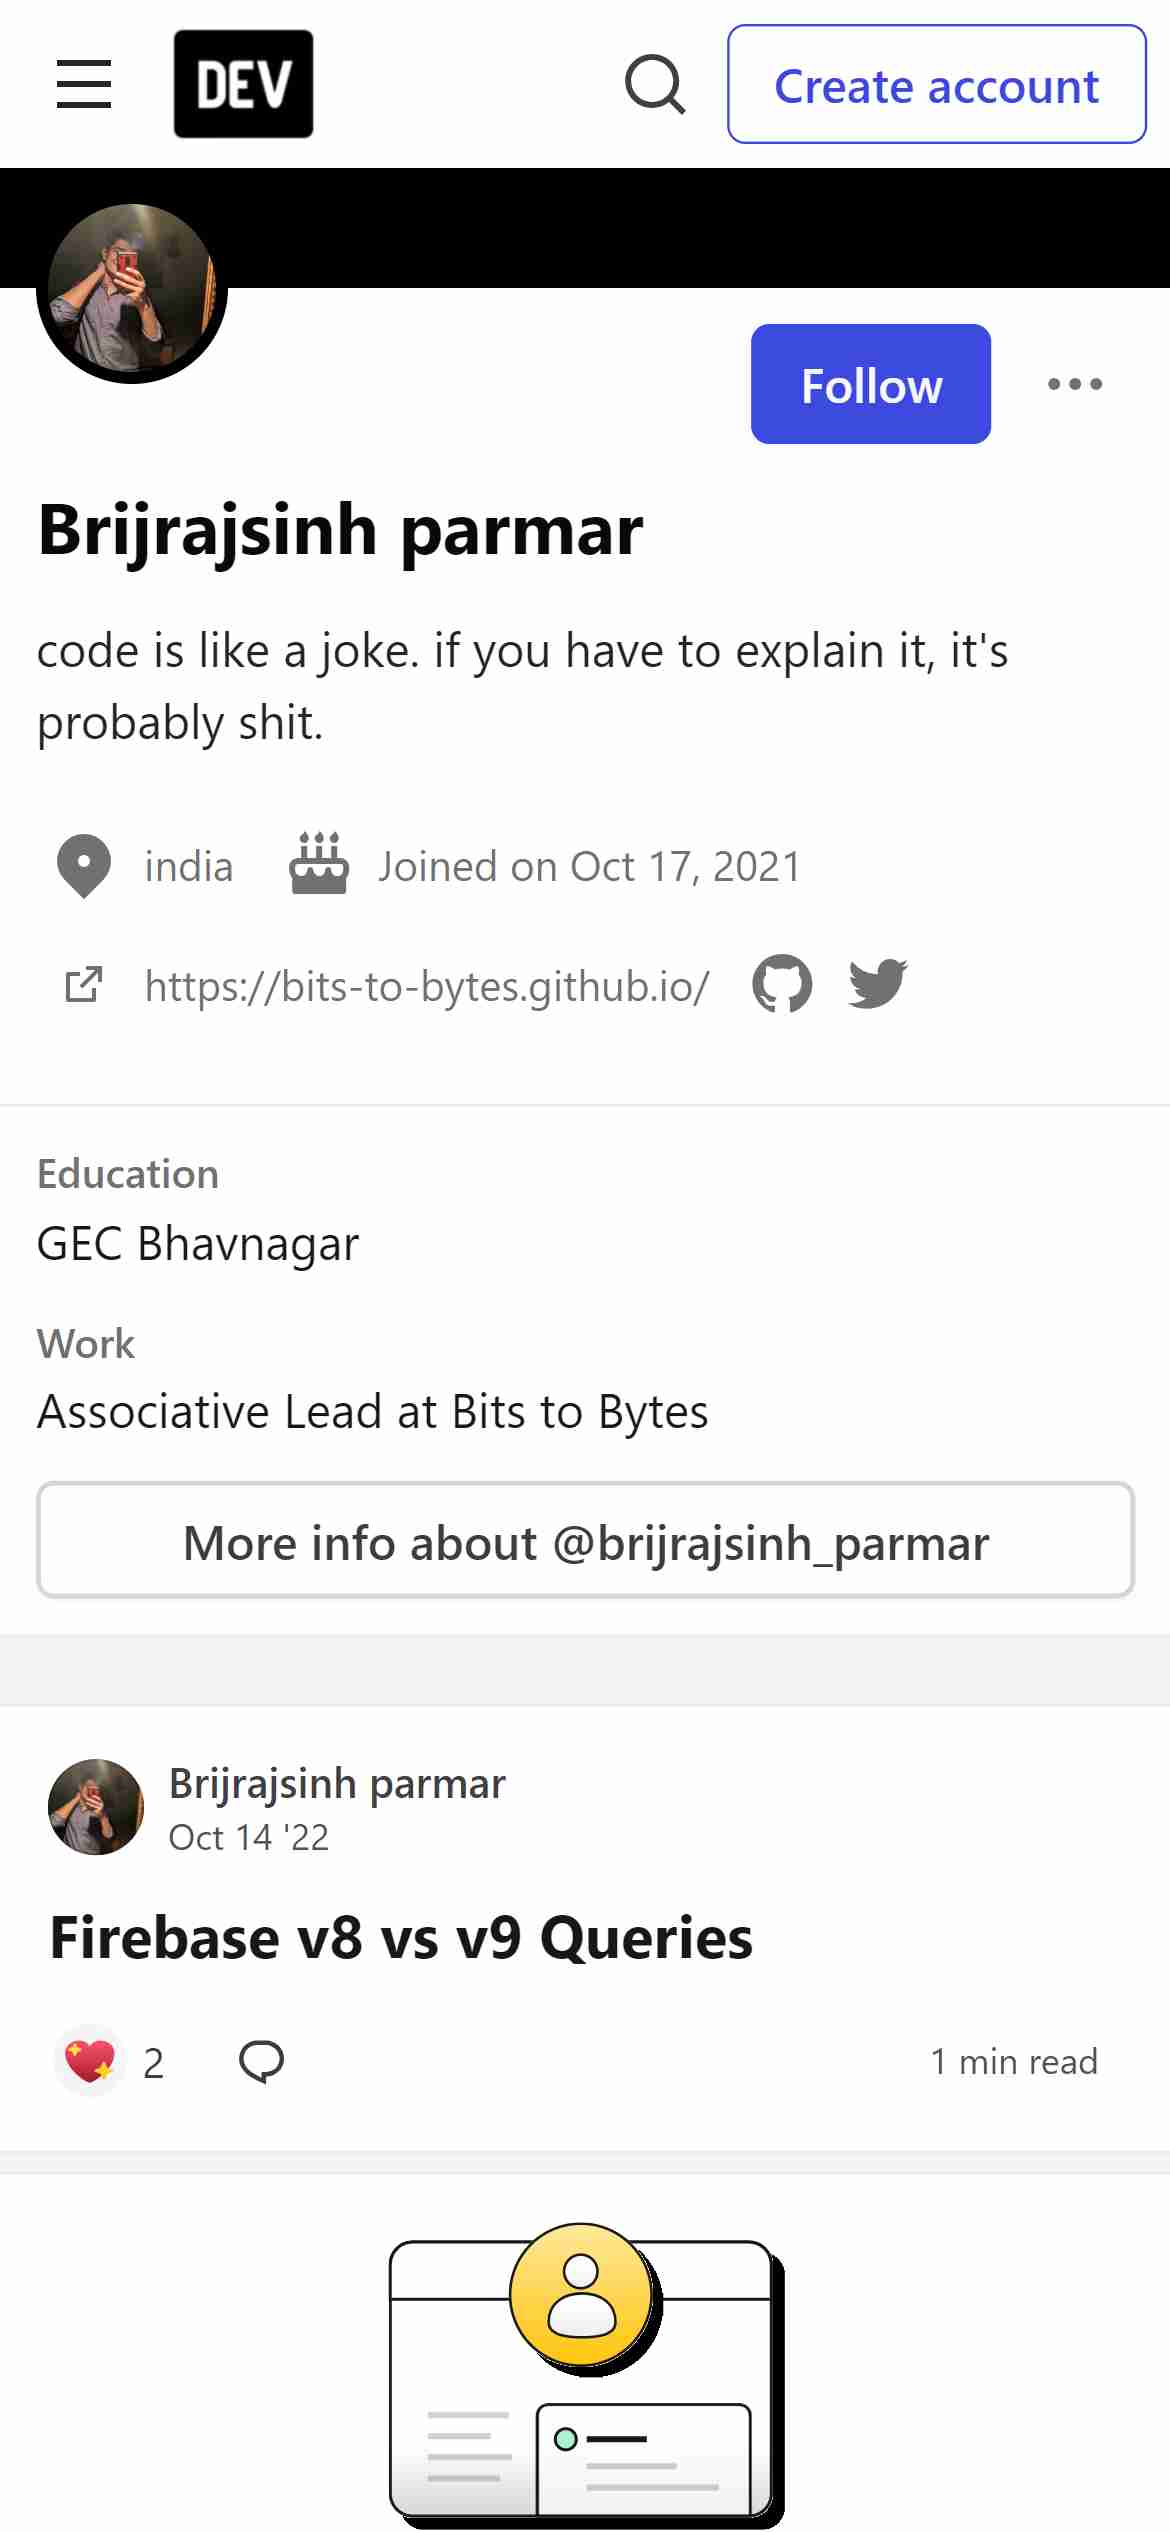 DEV
Create account
Follow
Brijrajsinh parmar
code is like a joke. if you have to explain it, it's
probably shit.
india
Joined on Oct 17, 2021
https://bits-to-bytes.github.io/
Education
GEC Bhavnagar
Work
Associative Lead at Bits to Bytes
More info about @brijrajsinh_parmar
Brijrajsinh parmar
Oct 14 '22
Firebase v8 vs v9 Queries
2
1 min read